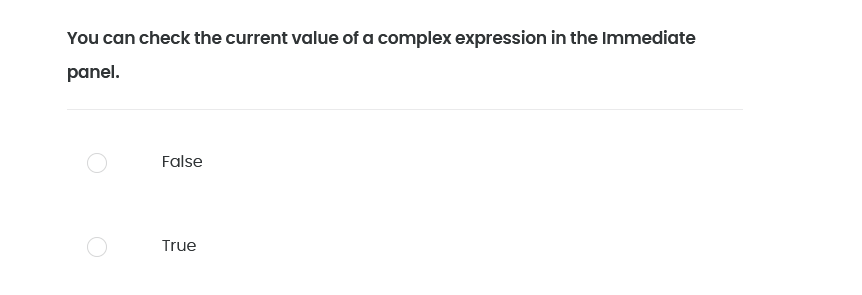 You can check the current value of a complex expression in the Immediate
panel.
False
True